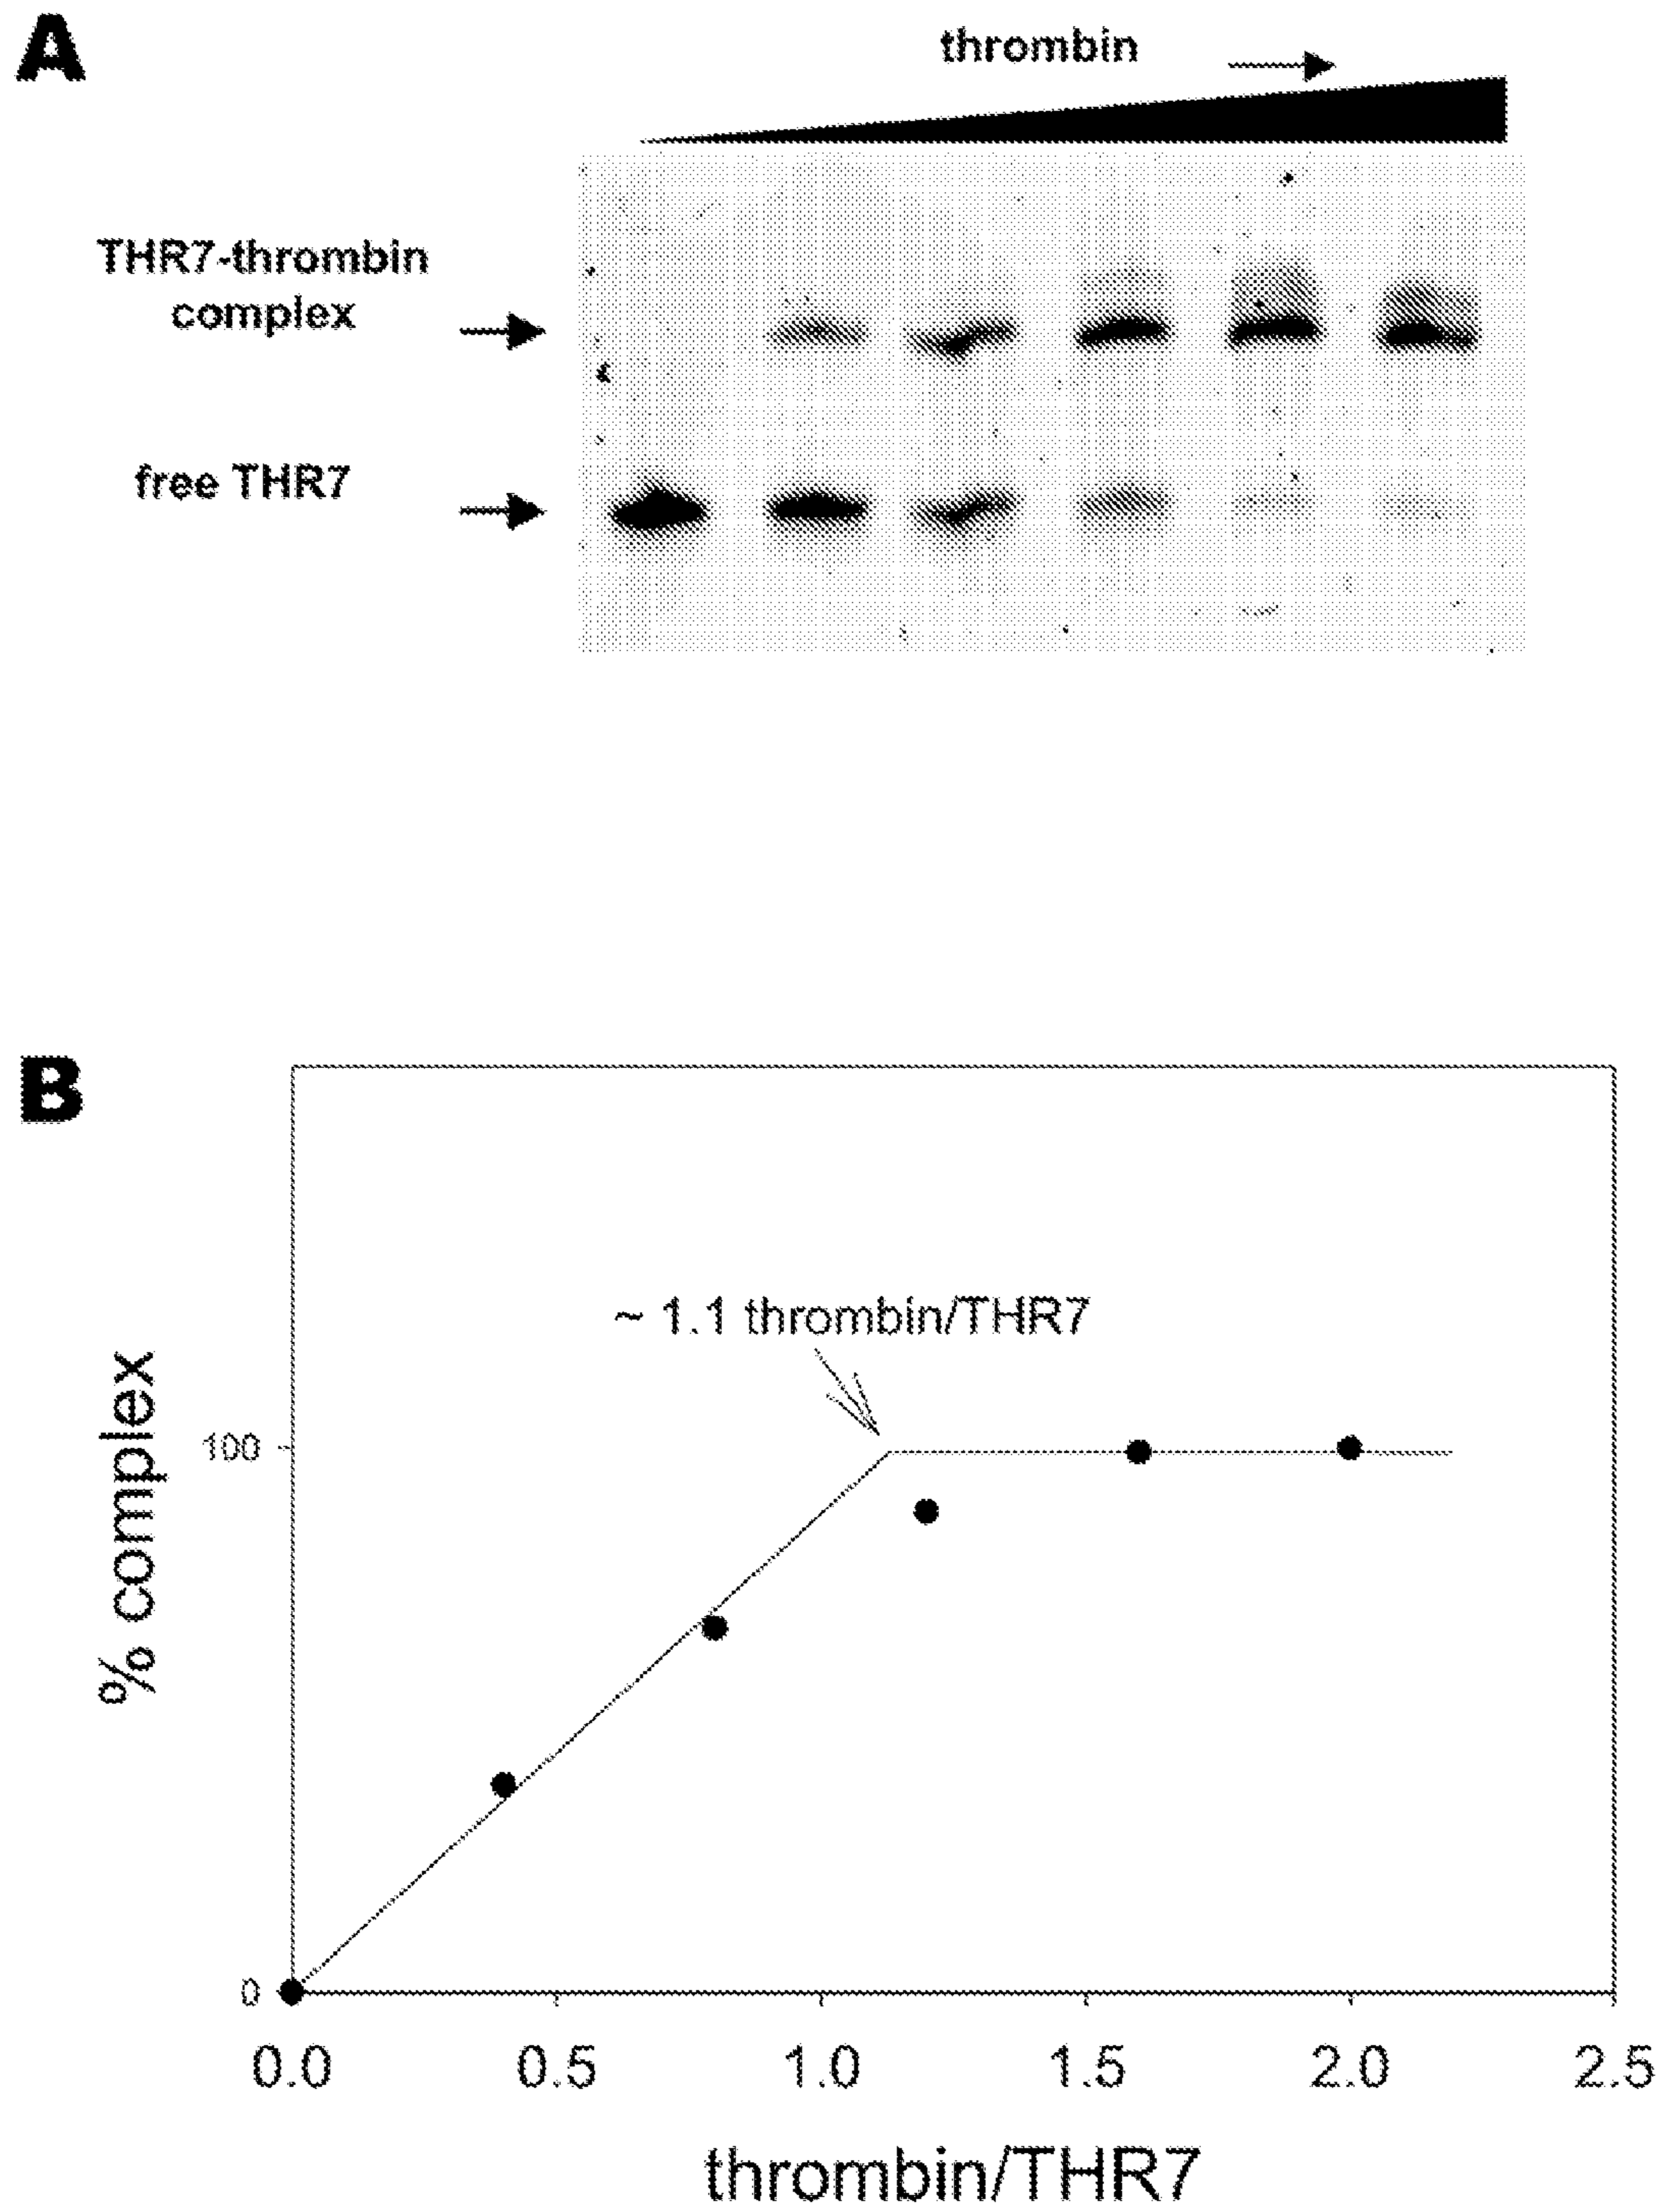 A
thrombin
THR7-thrombin
complex
free THR7
B
~ 1.1 thrombin/THR7
% complex
100
0
0.0 0.5 1.0 1.5 2.0 2.5
thrombin/THR7